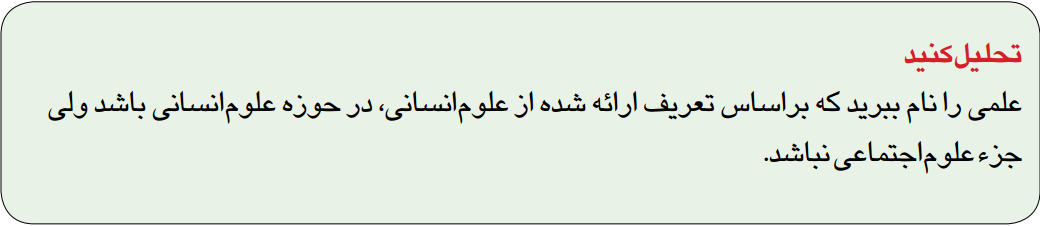 تحلیل‌کنید
علمی را نام ببرید که براساس تعریف ارائه شده از علوم‌انسانی، در حوزه علوم‌انسانی باشد ولی
جزء علوم‌اجتماعی نباشد.